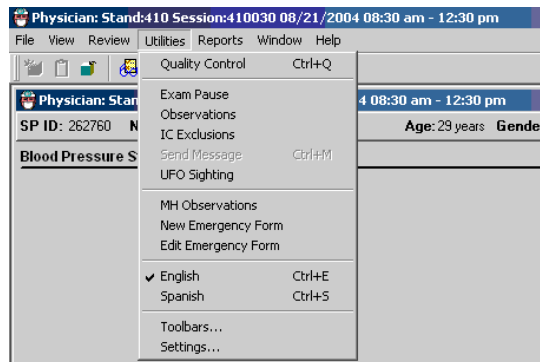 Physician: Stand:410 Session:410030 08/21/2004 08:30 am - 12:30 pm
File View Review Utilities Reports Window Help
Quality Control Ctrl+Q
Physician: Stan 4 08:30 am - 12:30 pm
Exam Pause
Observations
SP ID: 262760 N Age: 29 years Gende
IC Exclusions
Blood Pressure S
Send Message Ctrl+M
UFO Sighting
MH Observations
New Emergency Form
Edit Emergency Form
English Ctrl+E
Spanish Ctrl+S
Toolbars...
Settings...